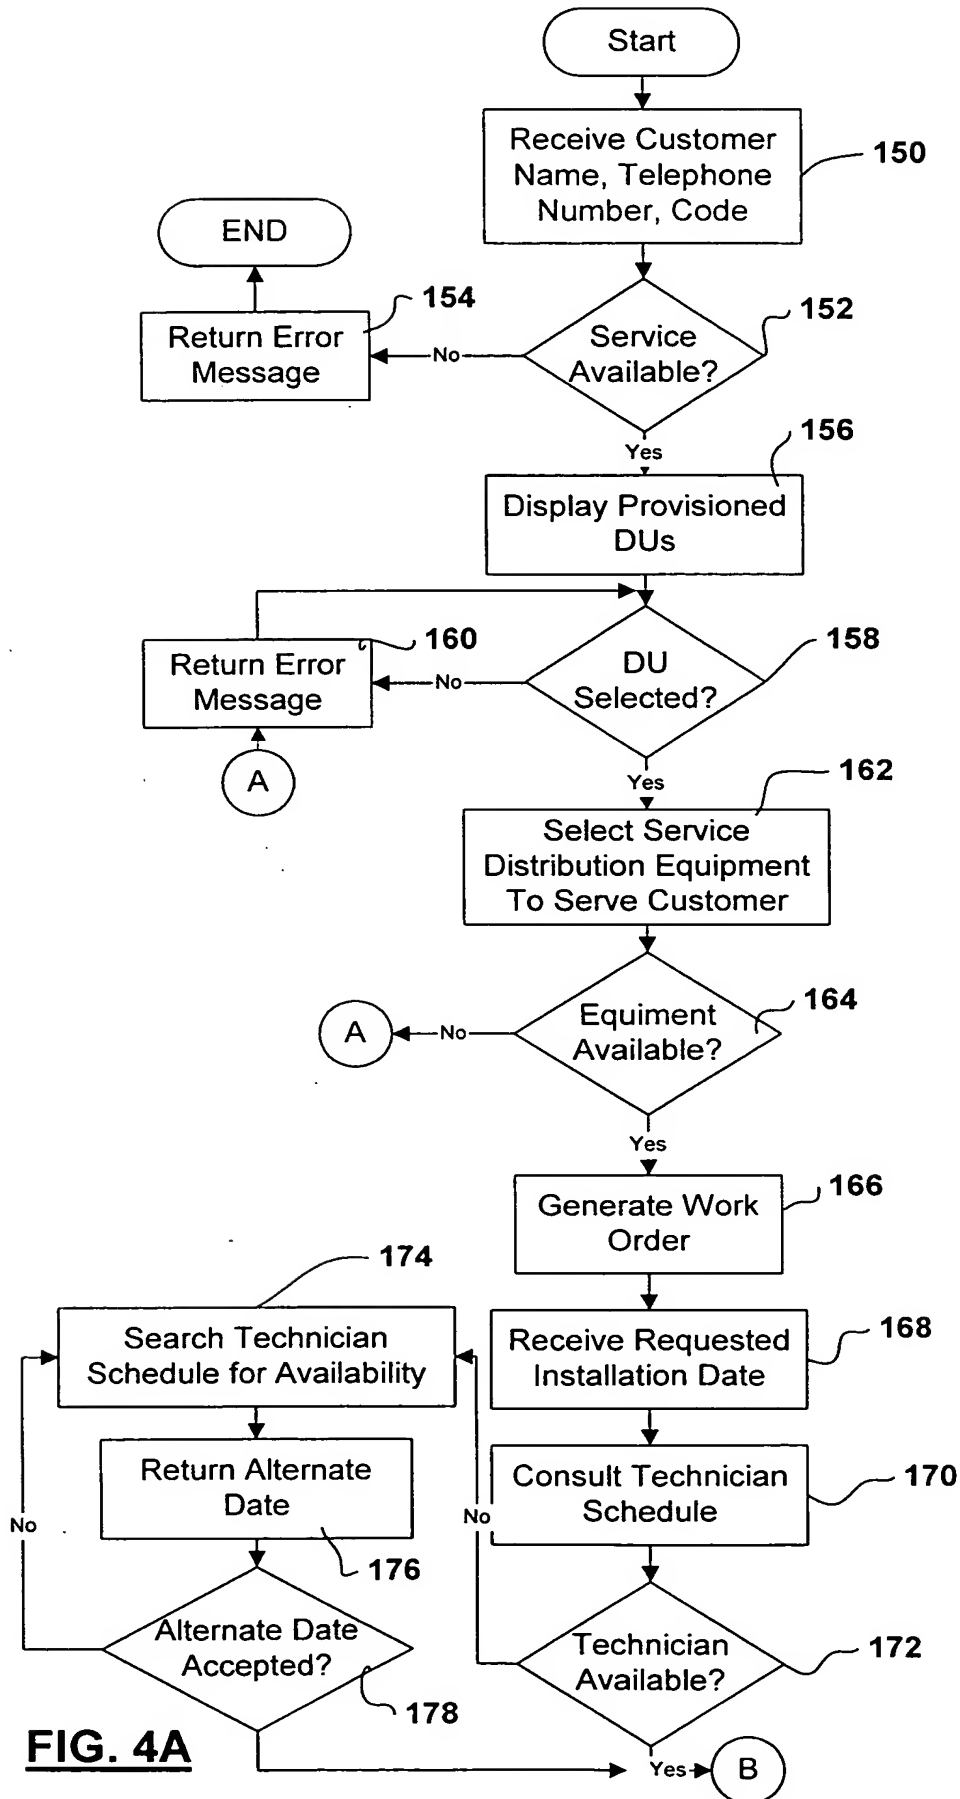 Start
Receive Customer
Name, Telephone
Number, Code
150
END
154
Return Error
Message
No
Service
Available?
152
Yes
156
Display Provisioned
DUs
160
Return Error
Message
No
DU
Selected?
158
A
Yes
162
Select Service
Distribution Equipment
To Serve Customer
A
No
Equiment
Available?
164
Yes
Generate Work
Order
166
174
Search Technician
Schedule for Availability
Receive Requested
Installation Date
168
Return Alternate
Date
176
Consult Technician
Schedule
170
No
No
Alternate Date
Accepted?
178
Technician
Available?
172
Yes
B
FIG. 4A